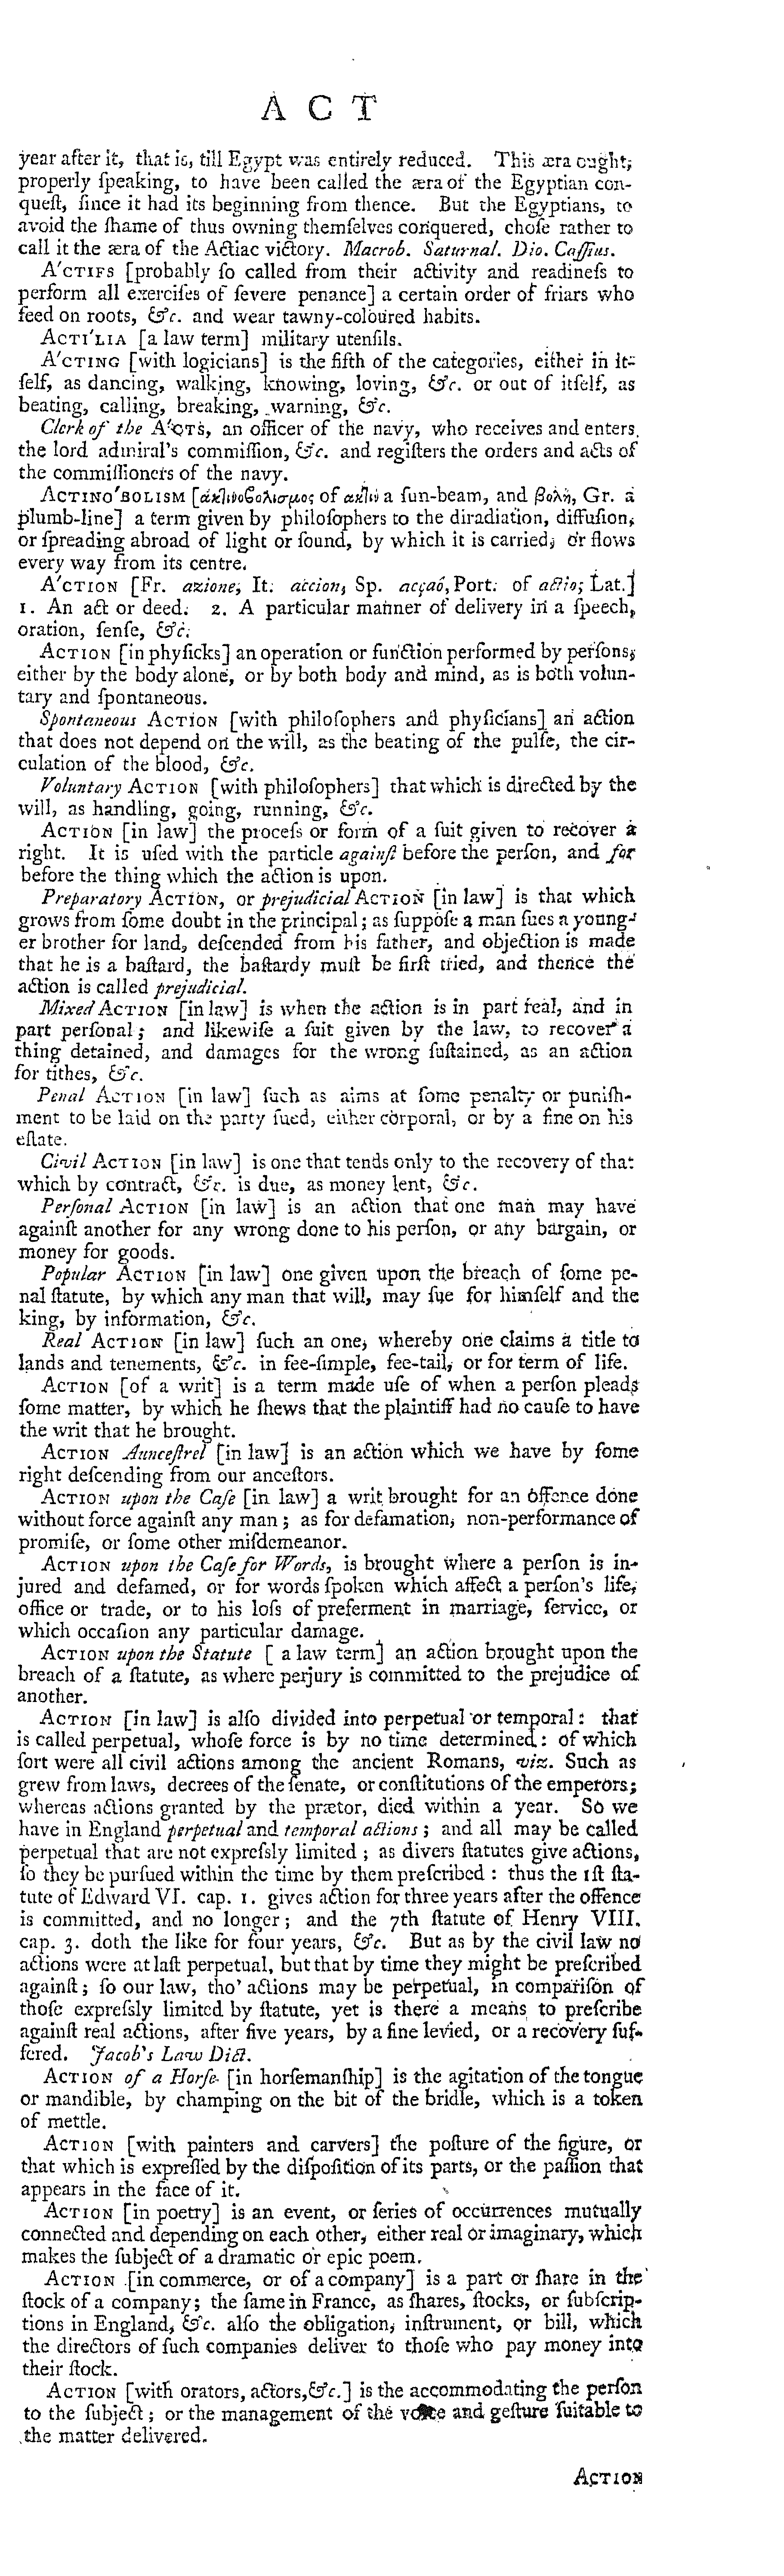 A C T
year after it, that is, till Egypt was entirely reduced. This æra ought,
properly ſpeaking, to have been called the æra of the Egyptian con-
queſt, ſince it had its beginning from thence. But the Egyptians, to
avoid the ſhame of thus owning themſelves conquered, choſe rather to
call it the æra of the Actiac victory. Macrob. Saturnal. Dio. Caſſius.
A'CTIFS [probably ſo called from their activity and readineſs to
perform all exerciſes of ſevere penance] a certain order of friars who
feed on roots, &c. and wear tawny-coloured habits.
ACTI'LIA [a law term] military utenſils.
A'CTING [with logicians] is the fifth of the categories, either in it-
ſelf, as dancing, walking, knowing, loving, &c. or out of itſelf, as
beating, calling, breaking, warning, &c.
Clerk of the A'CTS, an officer of the navy, who receives and enters
the lord admiral's commiſſion, &c. and regiſters the orders and acts of
the commiſſioners of the navy.
ACTINO'BOLISM [ἀκλινοβολισμος of ακλιν a ſun-beam, and βολὴ, Gr. a
plumb-line] a term given by philoſophers to the diradiation, diffuſion,
or ſpreading abroad of light or ſound, by which it is carried, or flows
every way from its centre.
A'CTION [Fr. azione, It. accion, Sp. acçaó, Port. of actio, Lat.]
1. An act or deed. 2. A particular manner of delivery in a ſpeech,
oration, ſenſe, &c.
ACTION [in phyſicks] an operation or function performed by perſons,
either by the body alone, or by both body and mind, as is both volun-
tary and ſpontaneous.
Spontaneous ACTION [with philoſophers and phyſicians] an action
that does not depend on the will, as the beating of the pulſe, the cir-
culation of the blood, &c.
Voluntary ACTION [with philoſophers] that which is directed by the
will, as handling, going, running, &c.
ACTION [in law] the proceſs or form of a ſuit given to recover a
right. It is uſed with the particle againſt before the perſon, and for
before the thing which the action is upon.
Preparatory ACTION, or prejudicial ACTION [in law] is that which
grows from ſome doubt in the principal; as ſuppoſe a man ſues a young-
er brother for land, deſcended from his father, and objection is made
that he is a baſtard, the baſtardy muſt be firſt tried, and thence the
action is called prejudicial.
Mixed ACTION [in law] is when the action is in part real, and in
part perſonal; and likewiſe a ſuit given by the law, to recover a
thing detained, and damages for the wrong ſuſtained, as an action
for tithes, &c.
Penal ACTION [in law] ſuch as aims at ſome penalty or puniſh-
ment to be laid on the party ſued, either corporal, or by a fine on his
eſtate.
Civil ACTION [in law] is one that tends only to the recovery of that
which by contract, &c. is due, as money lent, &c.
Perſonal ACTION [in law] is an action that one man may have
againſt another for any wrong done to his perſon, or any bargain, or
money for goods.
Popular ACTION [in law] one given upon the breach of ſome pe-
nal ſtatute, by which any man that will, may ſue for himſelf and the
king, by information, &c.
Real ACTION [in law] ſuch an one, whereby one claims a title to
lands and tenements, &c. in fee-ſimple, fee-tail, or for term of life.
ACTION [of a writ] is a term made uſe of when a perſon pleads
ſome matter, by which he ſhews that the plaintiff had no cauſe to have
the writ that he brought.
ACTION Aunceſtrel [in law] is an action which we have by ſome
right deſcending from our anceſtors.
ACTION upon the Caſe [in law] a writ brought for an offence done
without force againſt any man; as for defamation, non-performance of
promiſe, or ſome other miſdemeanor.
ACTION upon the Caſe for Words, is brought where a perſon is in-
jured and defamed, or for words ſpoken which affect a perſon's life,
office or trade, or to his loſs of preferment in marriage, ſervice, or
which occaſion any particular damage.
ACTION upon the Statute [ a law term] an action brought upon the
breach of a ſtatute, as where perjury is committed to the prejudice of
another.
ACTION [in law] is alſo divided into perpetual or temporal: that
is called perpetual, whoſe force is by no time determined: of which
ſort were all civil actions among the ancient Romans, viz. Such as
grew from laws, decrees of the ſenate, or conſtitutions of the emperors;
whereas actions granted by the prætor, died within a year. So we
have in England perpetual and temporal actions; and all may be called
perpetual that are not expreſsly limited; as divers ſtatutes give actions,
ſo they be purſued within the time by them preſcribed: thus the 1ſt ſta-
tute of Edward VI. cap. 1. gives action for three years after the offence
is committed, and no longer; and the 7th ſtatute of Henry VIII.
cap. 3. doth the like for four years, &c. But as by the civil law no
actions were at laſt perpetual, but that by time they might be preſcribed
againſt; ſo our law, tho' actions may be perpetual, in compariſon of
thoſe expreſsly limited by ſtatute, yet is there a means to preſcribe
againſt real actions, after five years, by a fine levied, or a recovery ſuf-
fered. Jacob's Law Dict.
ACTION of a Horſe [in horſemanſhip] is the agitation of the tongue
or mandible, by champing on the bit of the bridle, which is a token
of mettle.
ACTION [with painters and carvers] the poſture of the figure, or
that which is expreſſed by the diſpoſition of its parts, or the paſſion that
appears in the face of it.
ACTION [in poetry] is an event, or ſeries of occurrences mutually
connected and depending on each other, either real or imaginary, which
makes the ſubject of a dramatic or epic poem.
ACTION [in commerce, or of a company] is a part or ſhare in the
ſtock of a company; the ſame in France, as ſhares, ſtocks, or ſubſcrip-
tions in England, &c. alſo the obligation, inſtrument, or bill, which
the directors of ſuch companies deliver to thoſe who pay money into
their ſtock.
ACTION [with orators, actors, &c.] is the accommodating the perſon
to the ſubject; or the management of the voice and geſture ſuitable to
the matter delivered.
ACTION